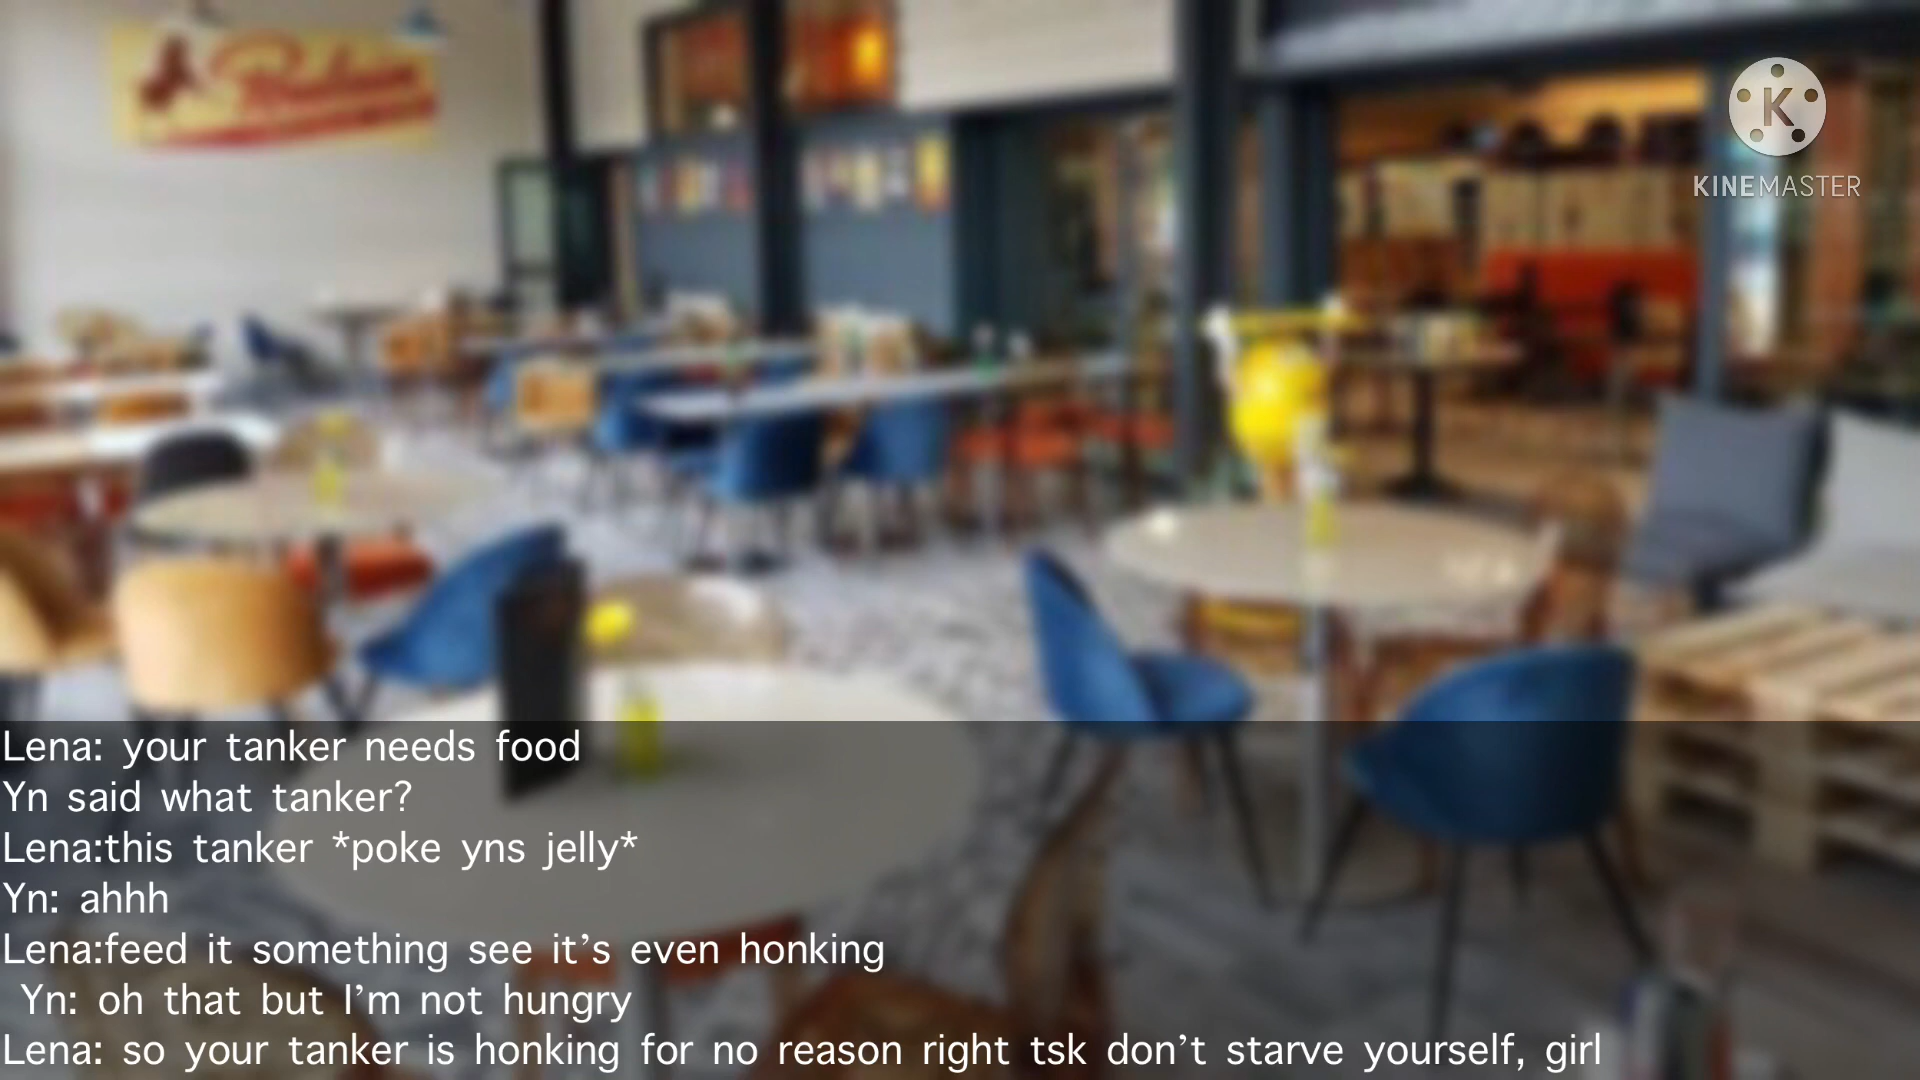 KINEMASTER
Lena: your tanker needs food
Yn said what tanker?
Lena:this tanker *poke yns jelly*
Yn: ahhh
Lena:feed it something see it’s even honking
Yn: oh that but I’m not hungry
Lena: so your tanker is honking for no reason right tsk don’t starve yourself, girl